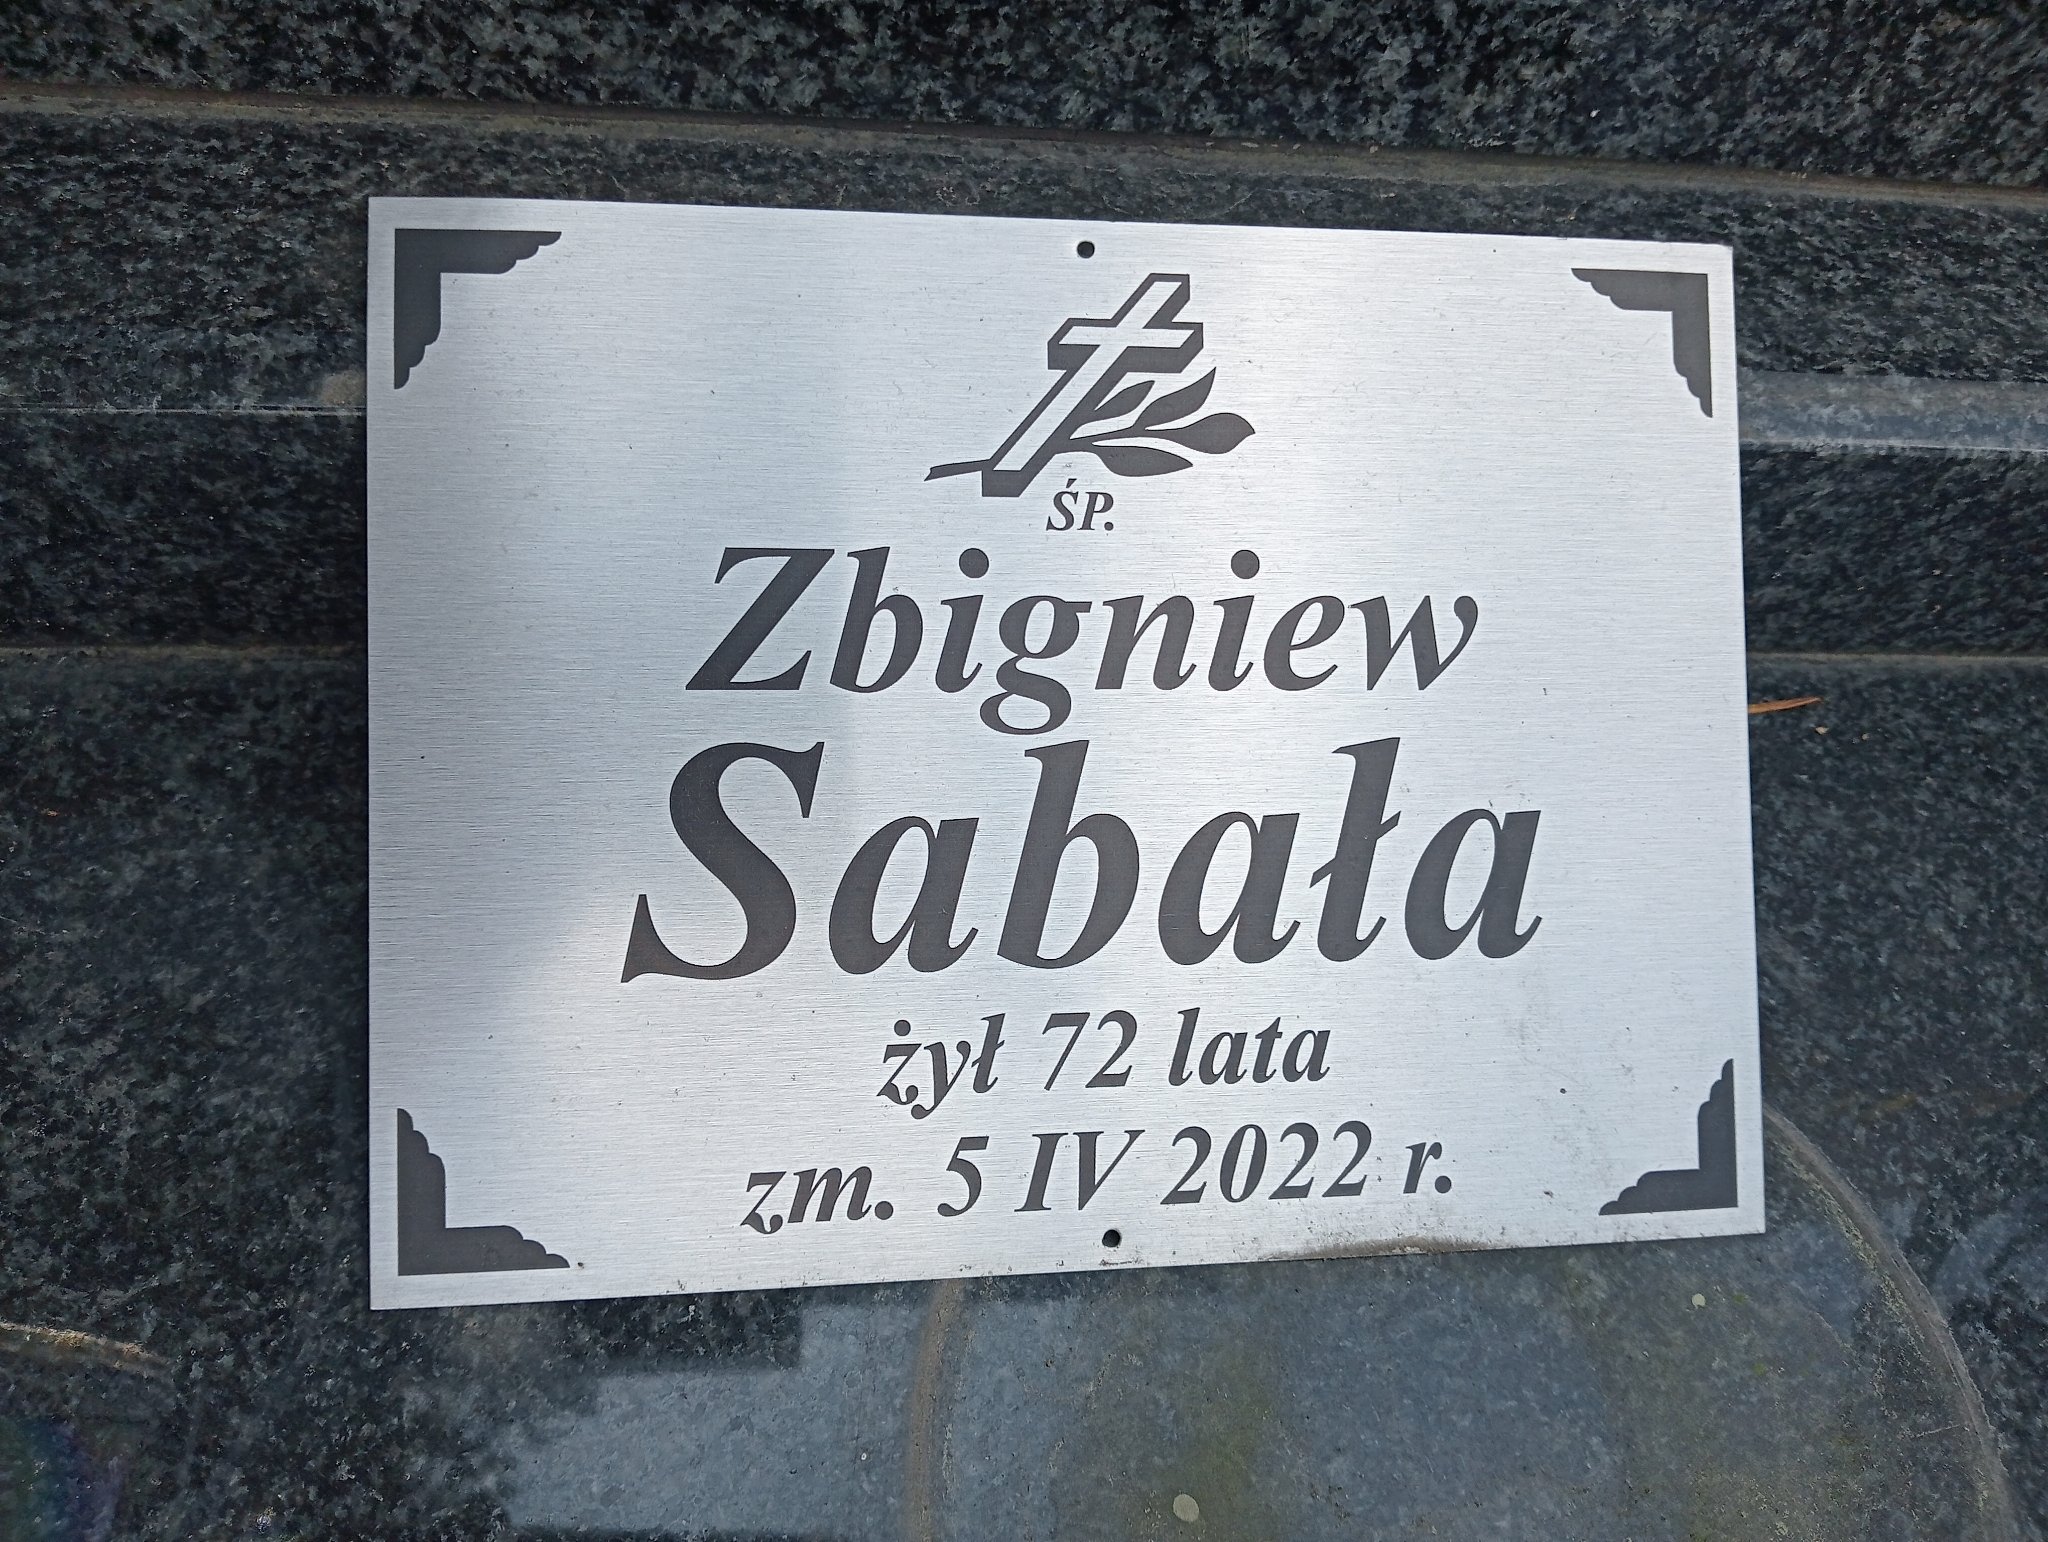 ŚP.
Zbigniew
Sabała
żył 72 lata
zm. 5 IV 2022 r.